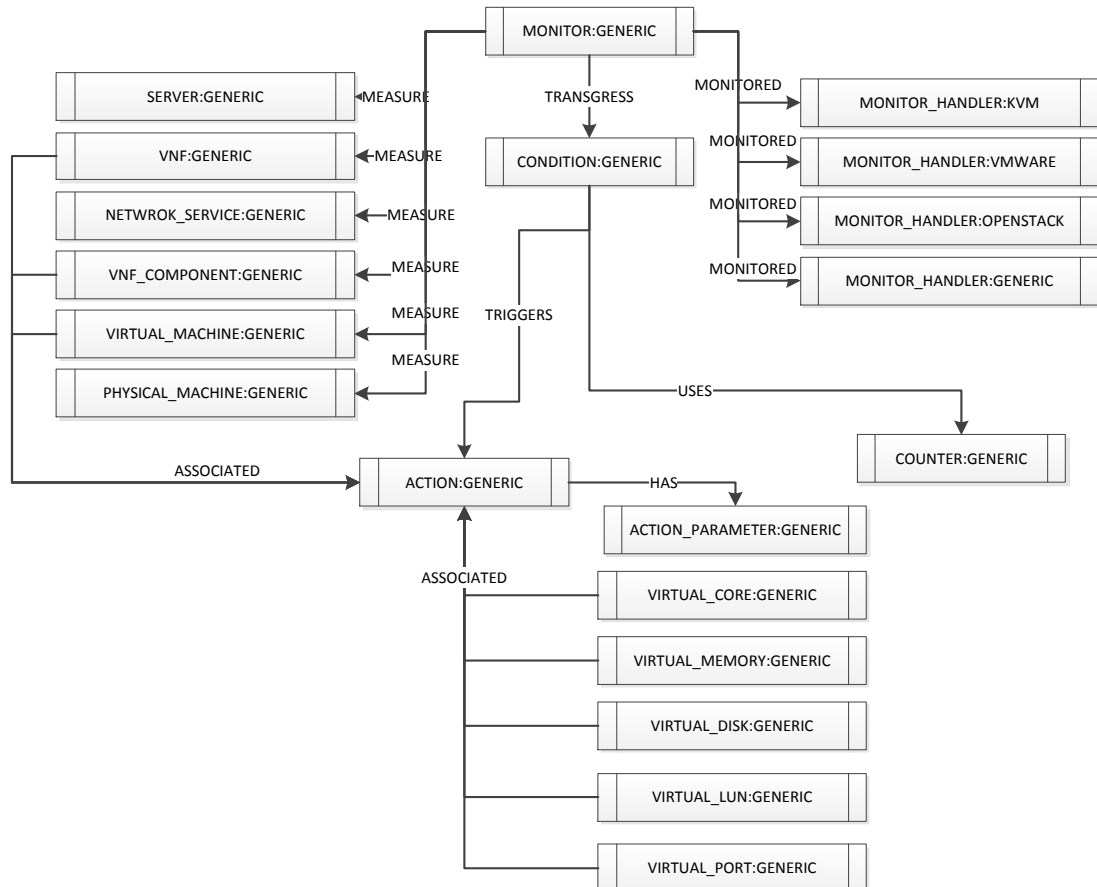 MONITOR:GENERIC
SERVER:GENERIC
MEASURE
TRANSGRESS
MONITORED
MONITOR_HANDLER:KVM
VNF:GENERIC
MEASURE
CONDITION:GENERIC
MONITORED
MONITOR_HANDLER:VMWARE
NETWROK_SERVICE:GENERIC
MEASURE
MONITORED
MONITOR_HANDLER:OPENSTACK
VNF_COMPONENT:GENERIC
MEASURE
MONITORED
MONITOR_HANDLER:GENERIC
VIRTUAL_MACHINE:GENERIC
MEASURE
TRIGGERS
PHYSICAL_MACHINE:GENERIC
MEASURE
USES
COUNTER:GENERIC
ASSOCIATED
ACTION:GENERIC
HAS
ACTION_PARAMETER:GENERIC
ASSOCIATED
VIRTUAL_CORE:GENERIC
VIRTUAL_MEMORY:GENERIC
VIRTUAL_DISK:GENERIC
VIRTUAL_LUN:GENERIC
VIRTUAL_PORT:GENERIC